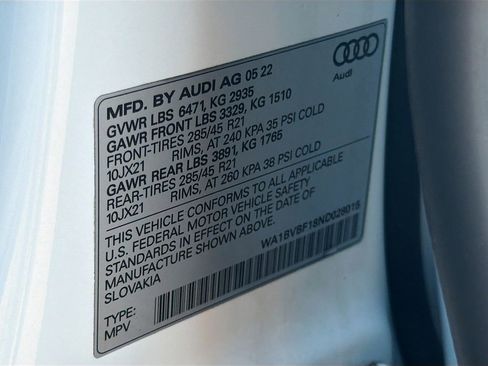 MFD. BY AUDI AG 05 22
GVWR LBS 6471, KG 2935
GAWR FRONT LBS 3329, KG 1510
FRONT-TIRES 285/45 R21
10JX21 RIMS, AT 240 KPA 35 PSI COLD
GAWR REAR LBS 3891, KG 1765
REAR-TIRES 285/45 R21
10JX21 RIMS, AT 260 KPA 38 PSI COLD
THIS VEHICLE CONFORMS TO ALL APPLICABLE
U.S. FEDERAL MOTOR VEHICLE SAFETY
STANDARDS IN EFFECT ON THE DATE OF
MANUFACTURE SHOWN ABOVE.
SLOVAKIA
WA1BVBF18ND028015
TYPE:
MPV
Audi